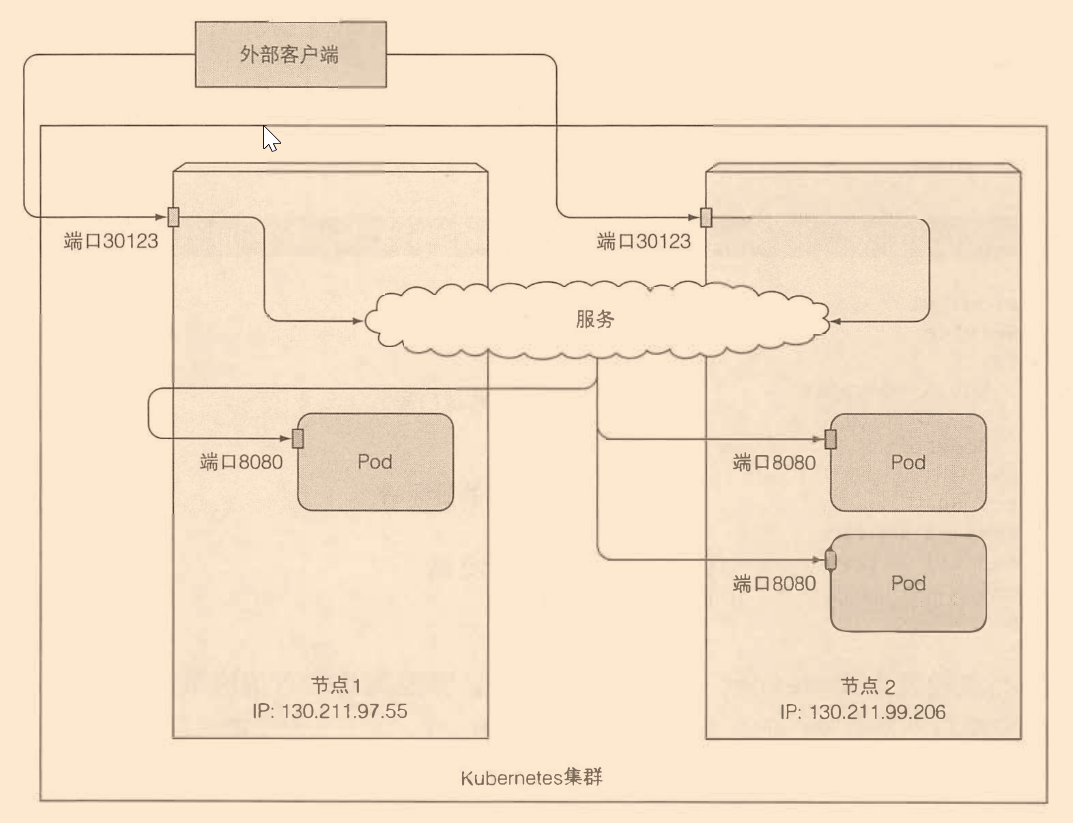 外部客户端
端口30123
端口30123
服务
端口8080
Pod
端口8080
Pod
端口8080
Pod
节点1
IP: 130.211.97.55
节点 2
IP: 130.211.99.206
Kubernetes集群